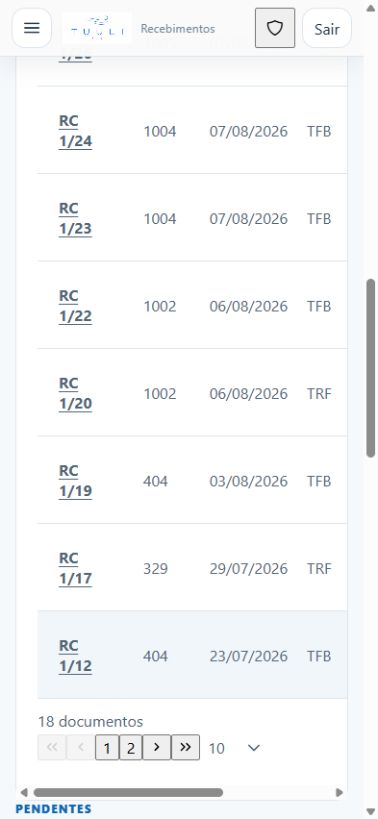 TUULI Recebimentos Sair
1/26
RC 1004 07/08/2026 TFB
1/24
RC 1004 07/08/2026 TFB
1/23
RC 1002 06/08/2026 TFB
1/22
RC 1002 06/08/2026 TRF
1/20
RC 404 03/08/2026 TFB
1/19
RC 329 29/07/2026 TRF
1/17
RC 404 23/07/2026 TFB
1/12
18 documentos
1 2 10
PENDENTES